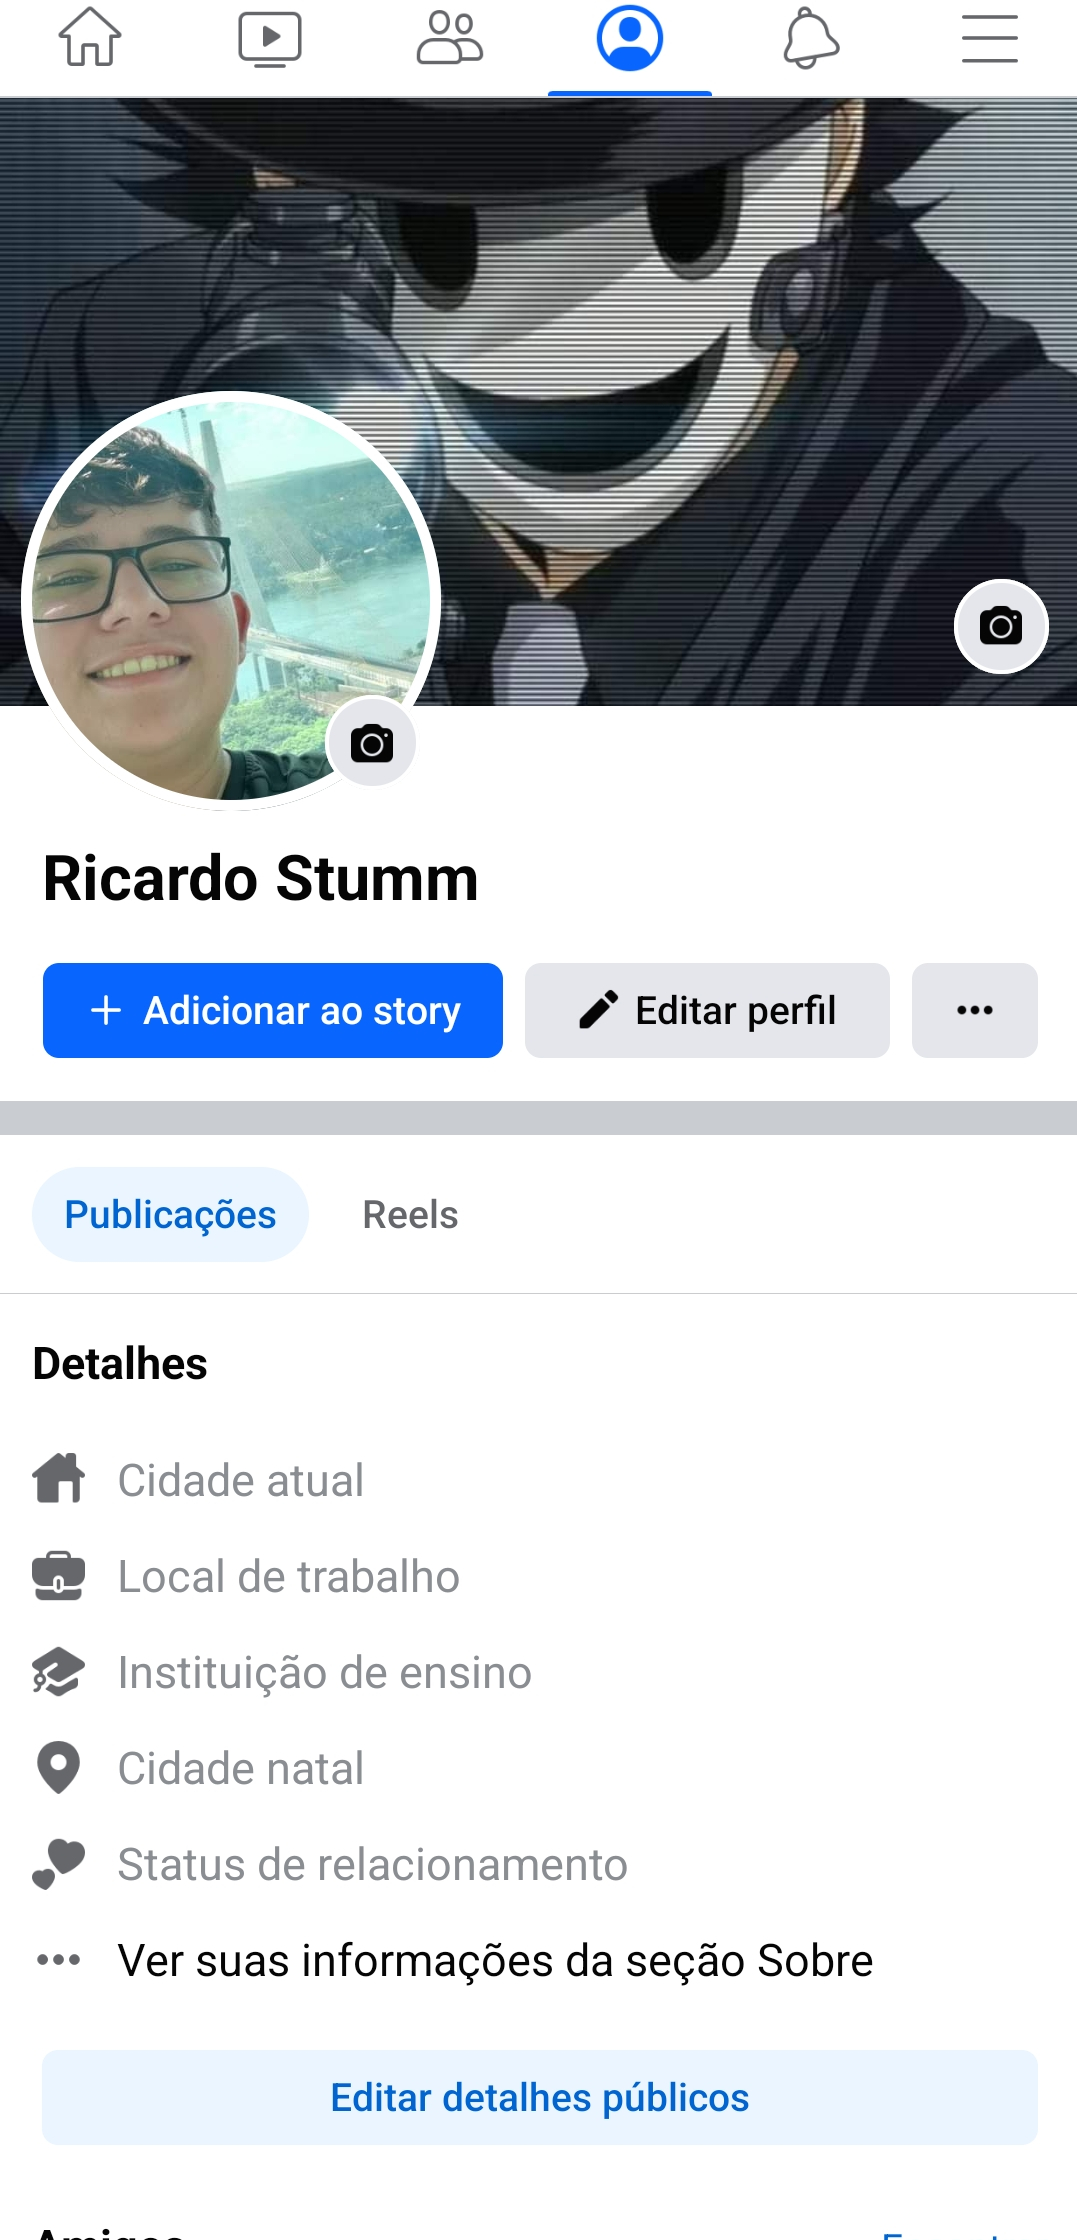 Ricardo Stumm
Adicionar ao story
Editar perfil
Publicações
Reels
Detalhes
Cidade atual
Local de trabalho
Instituição de ensino
Cidade natal
Status de relacionamento
Ver suas informações da seção Sobre
Editar detalhes públicos
Amigos